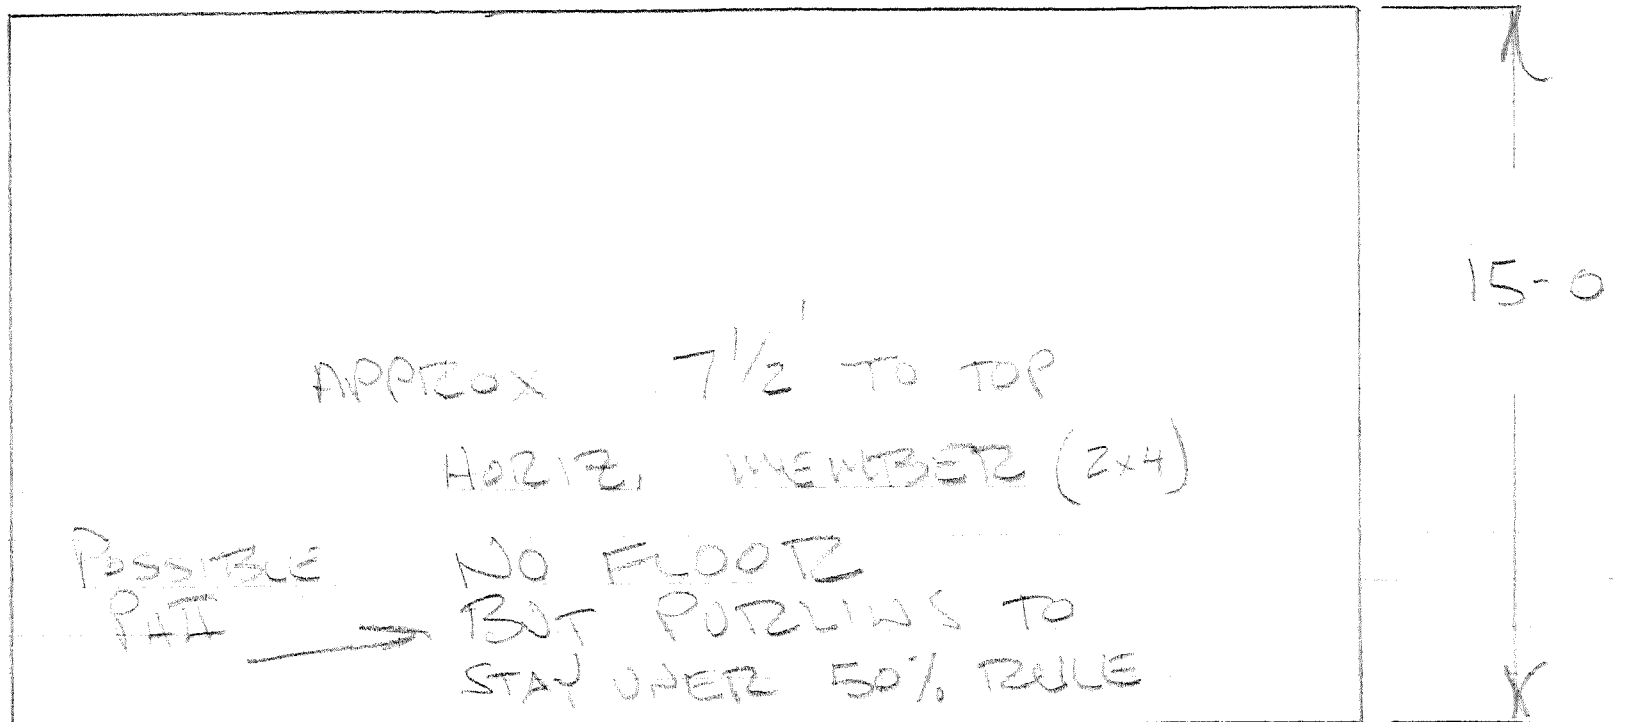 15-0
APPROX 7 1/2' TO TOP
HORIZ. MEMBER (2x4)
POSSIBLE NO FLOOR
BUT PURLINS TO
STAY UNDER 50% RULE